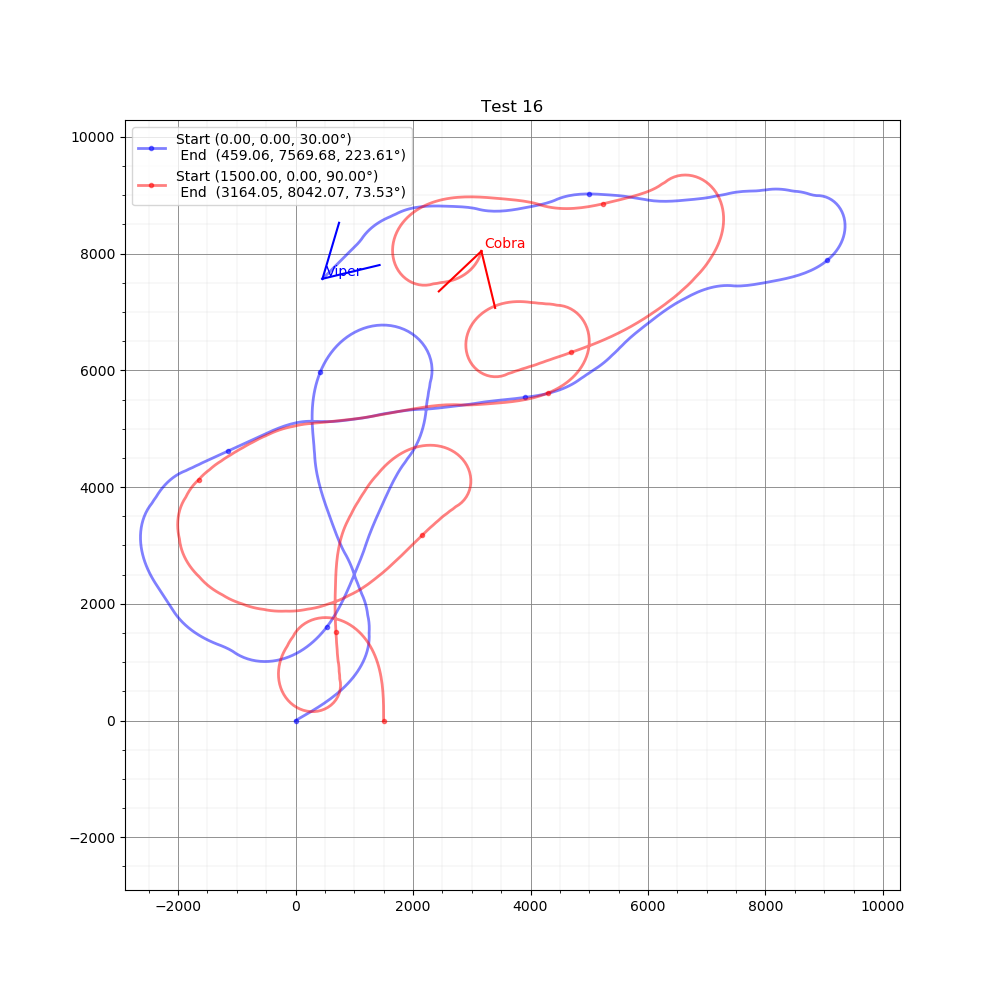 Test 16
Start (0.00, 0.00, 30.00°)
End (459.06, 7569.68, 223.61°)
Start (1500.00, 0.00, 90.00°)
End (3164.05, 8042.07, 73.53°)
10000
8000
6000
4000
2000
0
−2000
Cobra
Viper
−2000
0
2000
4000
6000
8000
10000